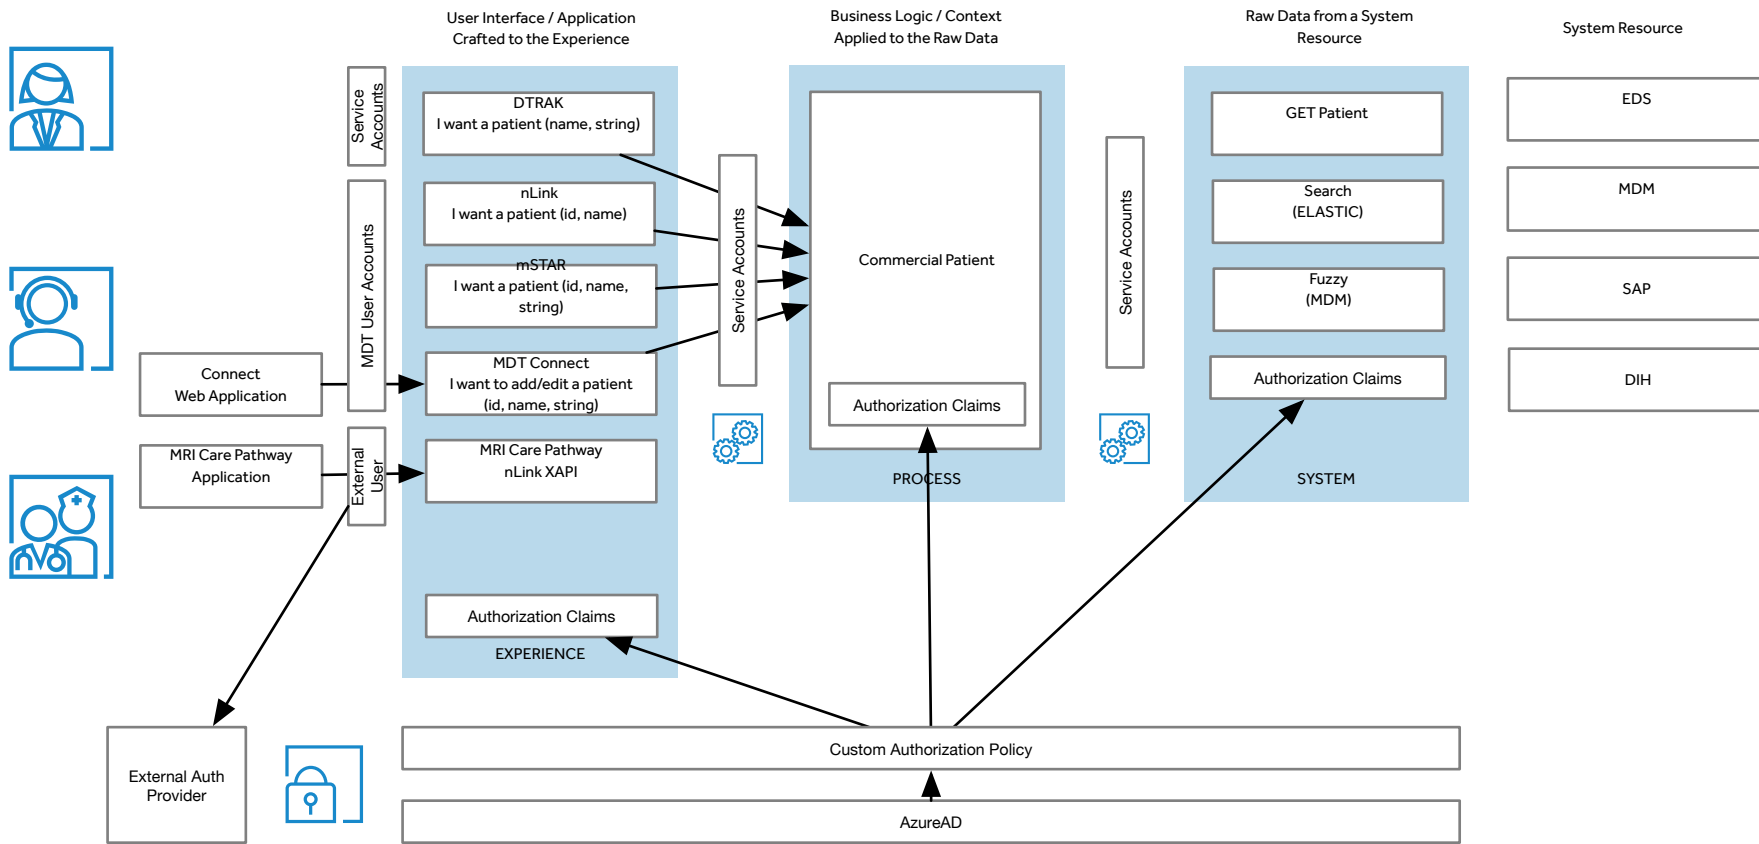 User Interface / Application
Crafted to the Experience
Business Logic / Context
Applied to the Raw Data
Raw Data from a System
Resource
System Resource
Service
Accounts
DTRAK
I want a patient (name, string)
nLink
I want a patient (id, name)
mSTAR
I want a patient (id, name,
string)
MDT Connect
I want to add/edit a patient
(id, name, string)
MRI Care Pathway
nLink XAPI
Authorization Claims
EXPERIENCE
MDT User Accounts
External
User
Connect
Web Application
MRI Care Pathway
Application
Service Accounts
Commercial Patient
Authorization Claims
PROCESS
Service Accounts
GET Patient
Search
(ELASTIC)
Fuzzy
(MDM)
Authorization Claims
SYSTEM
EDS
MDM
SAP
DIH
External Auth
Provider
Custom Authorization Policy
AzureAD